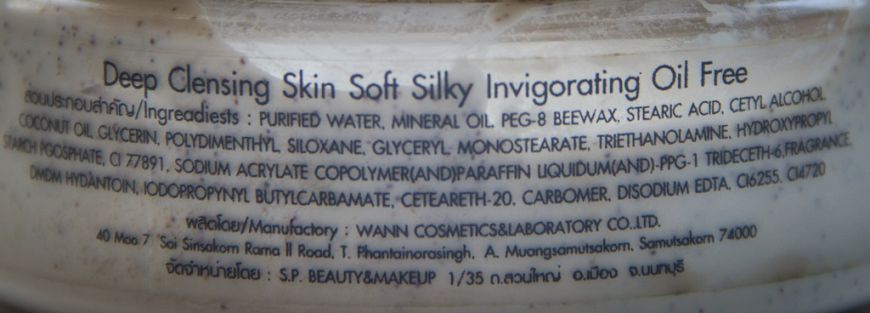 Deep Clensing Skin Soft Silky Invigorating Oil Free
ส่วนประกอบสำคัญ/Ingreadiests : PURIFIED WATER, MINERAL OIL, PEG-8 BEEWAX, STEARIC ACID, CETYL ALCOHOL
COCONUT OIL, GLYCERIN, POLYDIMENTHYL, SILOXANE, GLYCERYL MONOSTEARATE, TRIETHANOLAMINE, HYDROXYPROPYL
STARCH PGOSPHATE, CI 77891, SODIUM ACRYLATE COPOLYMER(AND)PARAFFIN LIQUIDUM(AND)-PPG-1 TRIDECETH-6,FRAGRANCE
DMDM HYDANTOIN, IODOPROPYNYL BUTYLCARBAMATE, CETEARETH-20, CARBOMER, DISODIUM EDTA, CI6255, CI14720
ผลิตโดย/Manufactory : WANN COSMETICS&LABORATORY CO.,LTD.
40 Moo 7 Soi Sinsakorn Rama II Road, T. Phantainorasingh, A. Muangsamutsakorn, Samutsakorn 74000
จัดจำหน่ายโดย : S.P. BEAUTY&MAKEUP 1/35 ต.สวนใหญ่ อ.เมือง จ.นนทบุรี